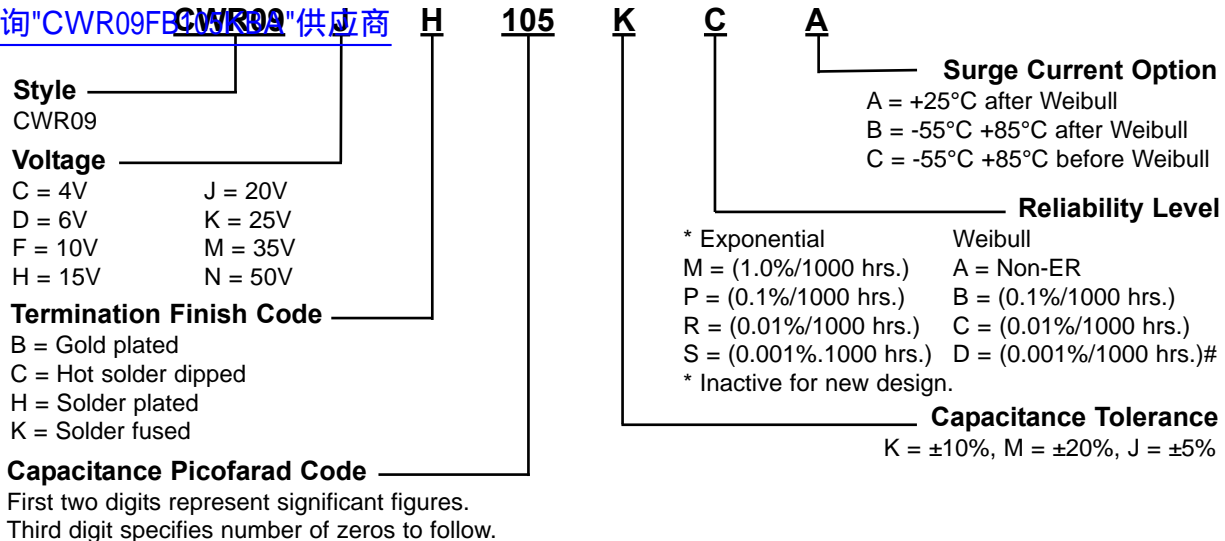 询"CWR09FB105KBA"供应商
CWR09 J H 105 K C A
Style
CWR09
Voltage
C = 4V J = 20V
D = 6V K = 25V
F = 10V M = 35V
H = 15V N = 50V
Termination Finish Code
B = Gold plated
C = Hot solder dipped
H = Solder plated
K = Solder fused
Capacitance Picofarad Code
First two digits represent significant figures.
Third digit specifies number of zeros to follow.
Surge Current Option
A = +25°C after Weibull
B = -55°C +85°C after Weibull
C = -55°C +85°C before Weibull
Reliability Level
* Exponential Weibull
M = (1.0%/1000 hrs.) A = Non-ER
P = (0.1%/1000 hrs.) B = (0.1%/1000 hrs.)
R = (0.01%/1000 hrs.) C = (0.01%/1000 hrs.)
S = (0.001%.1000 hrs.) D = (0.001%/1000 hrs.)#
* Inactive for new design.
Capacitance Tolerance
K = ±10%, M = ±20%, J = ±5%